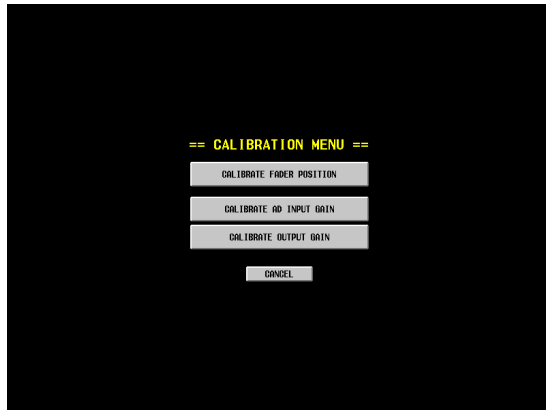 == CALIBRATION MENU ==
CALIBRATE FADER POSITION
CALIBRATE AD INPUT GAIN
CALIBRATE OUTPUT GAIN
CANCEL